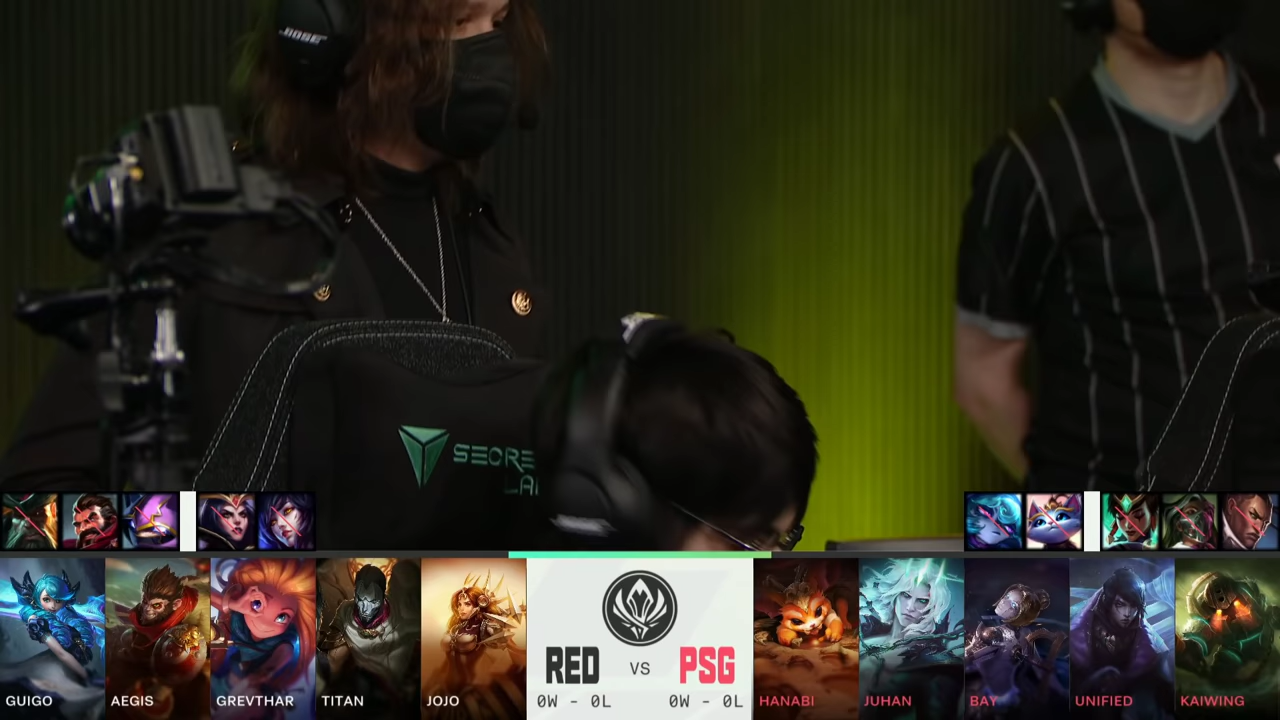 BOSE
SECRE
LA
RED VS PSG
0W - 0L 0W - 0L
GUIGO AEGIS GREVTHAR TITAN JOJO HANABI JUHAN BAY UNIFIED KAIWING